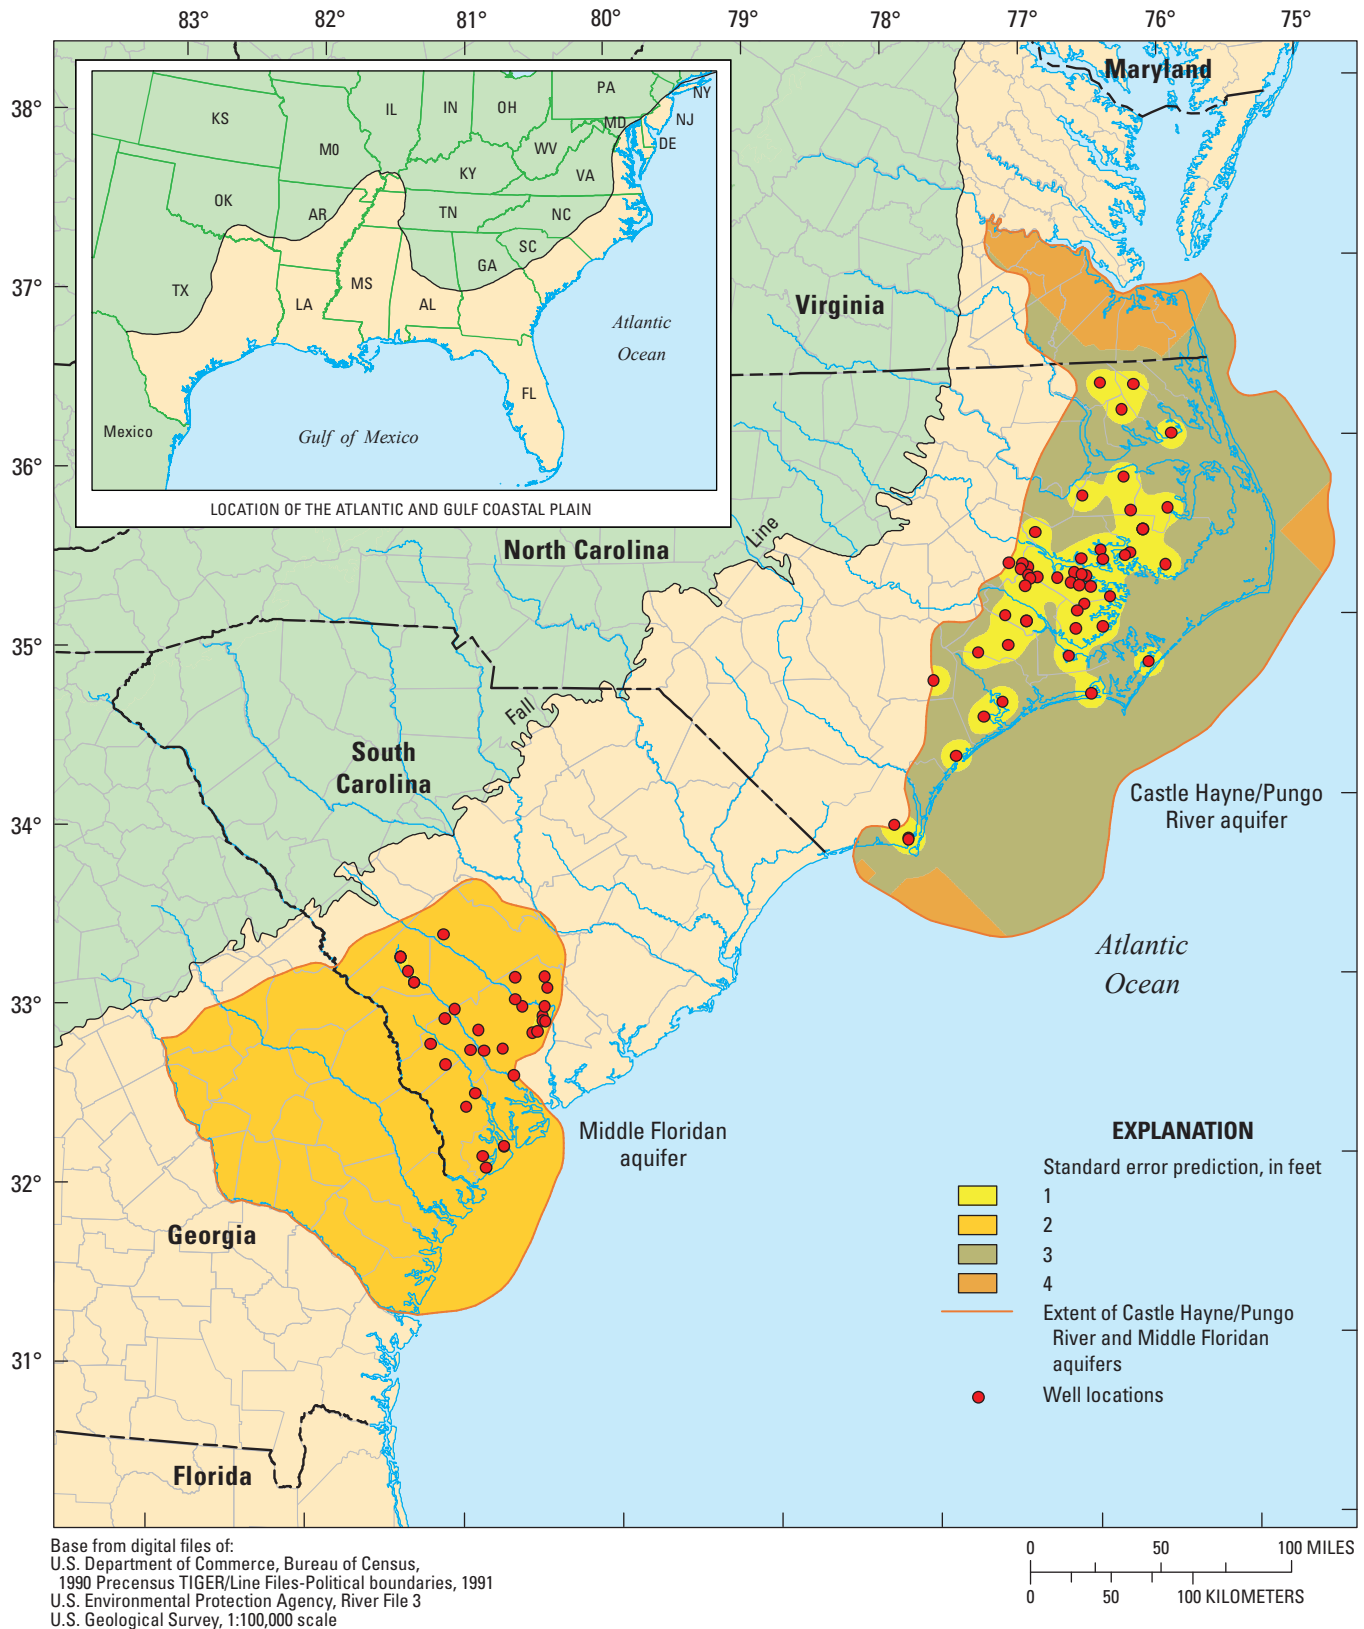 83°
82°
81°
80°
79°
78°
77°
76°
75°
38°
37°
36°
35°
34°
33°
32°
31°
KS
MO
IL
IN
OH
PA
NY
NJ
MD
DE
WV
VA
KY
OK
AR
TN
NC
SC
GA
TX
LA
MS
AL
FL
Mexico
Atlantic
Ocean
Gulf of Mexico
LOCATION OF THE ATLANTIC AND GULF COASTAL PLAIN
Maryland
Virginia
North Carolina
Line
Fall
South
Carolina
Castle Hayne/Pungo
River aquifer
Atlantic
Ocean
Middle Floridan
aquifer
Georgia
Florida
EXPLANATION
Standard error prediction, in feet
1
2
3
4
Extent of Castle Hayne/Pungo
River and Middle Floridan
aquifers
Well locations
Base from digital files of:
U.S. Department of Commerce, Bureau of Census,
1990 Precensus TIGER/Line Files-Political boundaries, 1991
U.S. Environmental Protection Agency, River File 3
U.S. Geological Survey, 1:100,000 scale
0 50 100 MILES
0 50 100 KILOMETERS